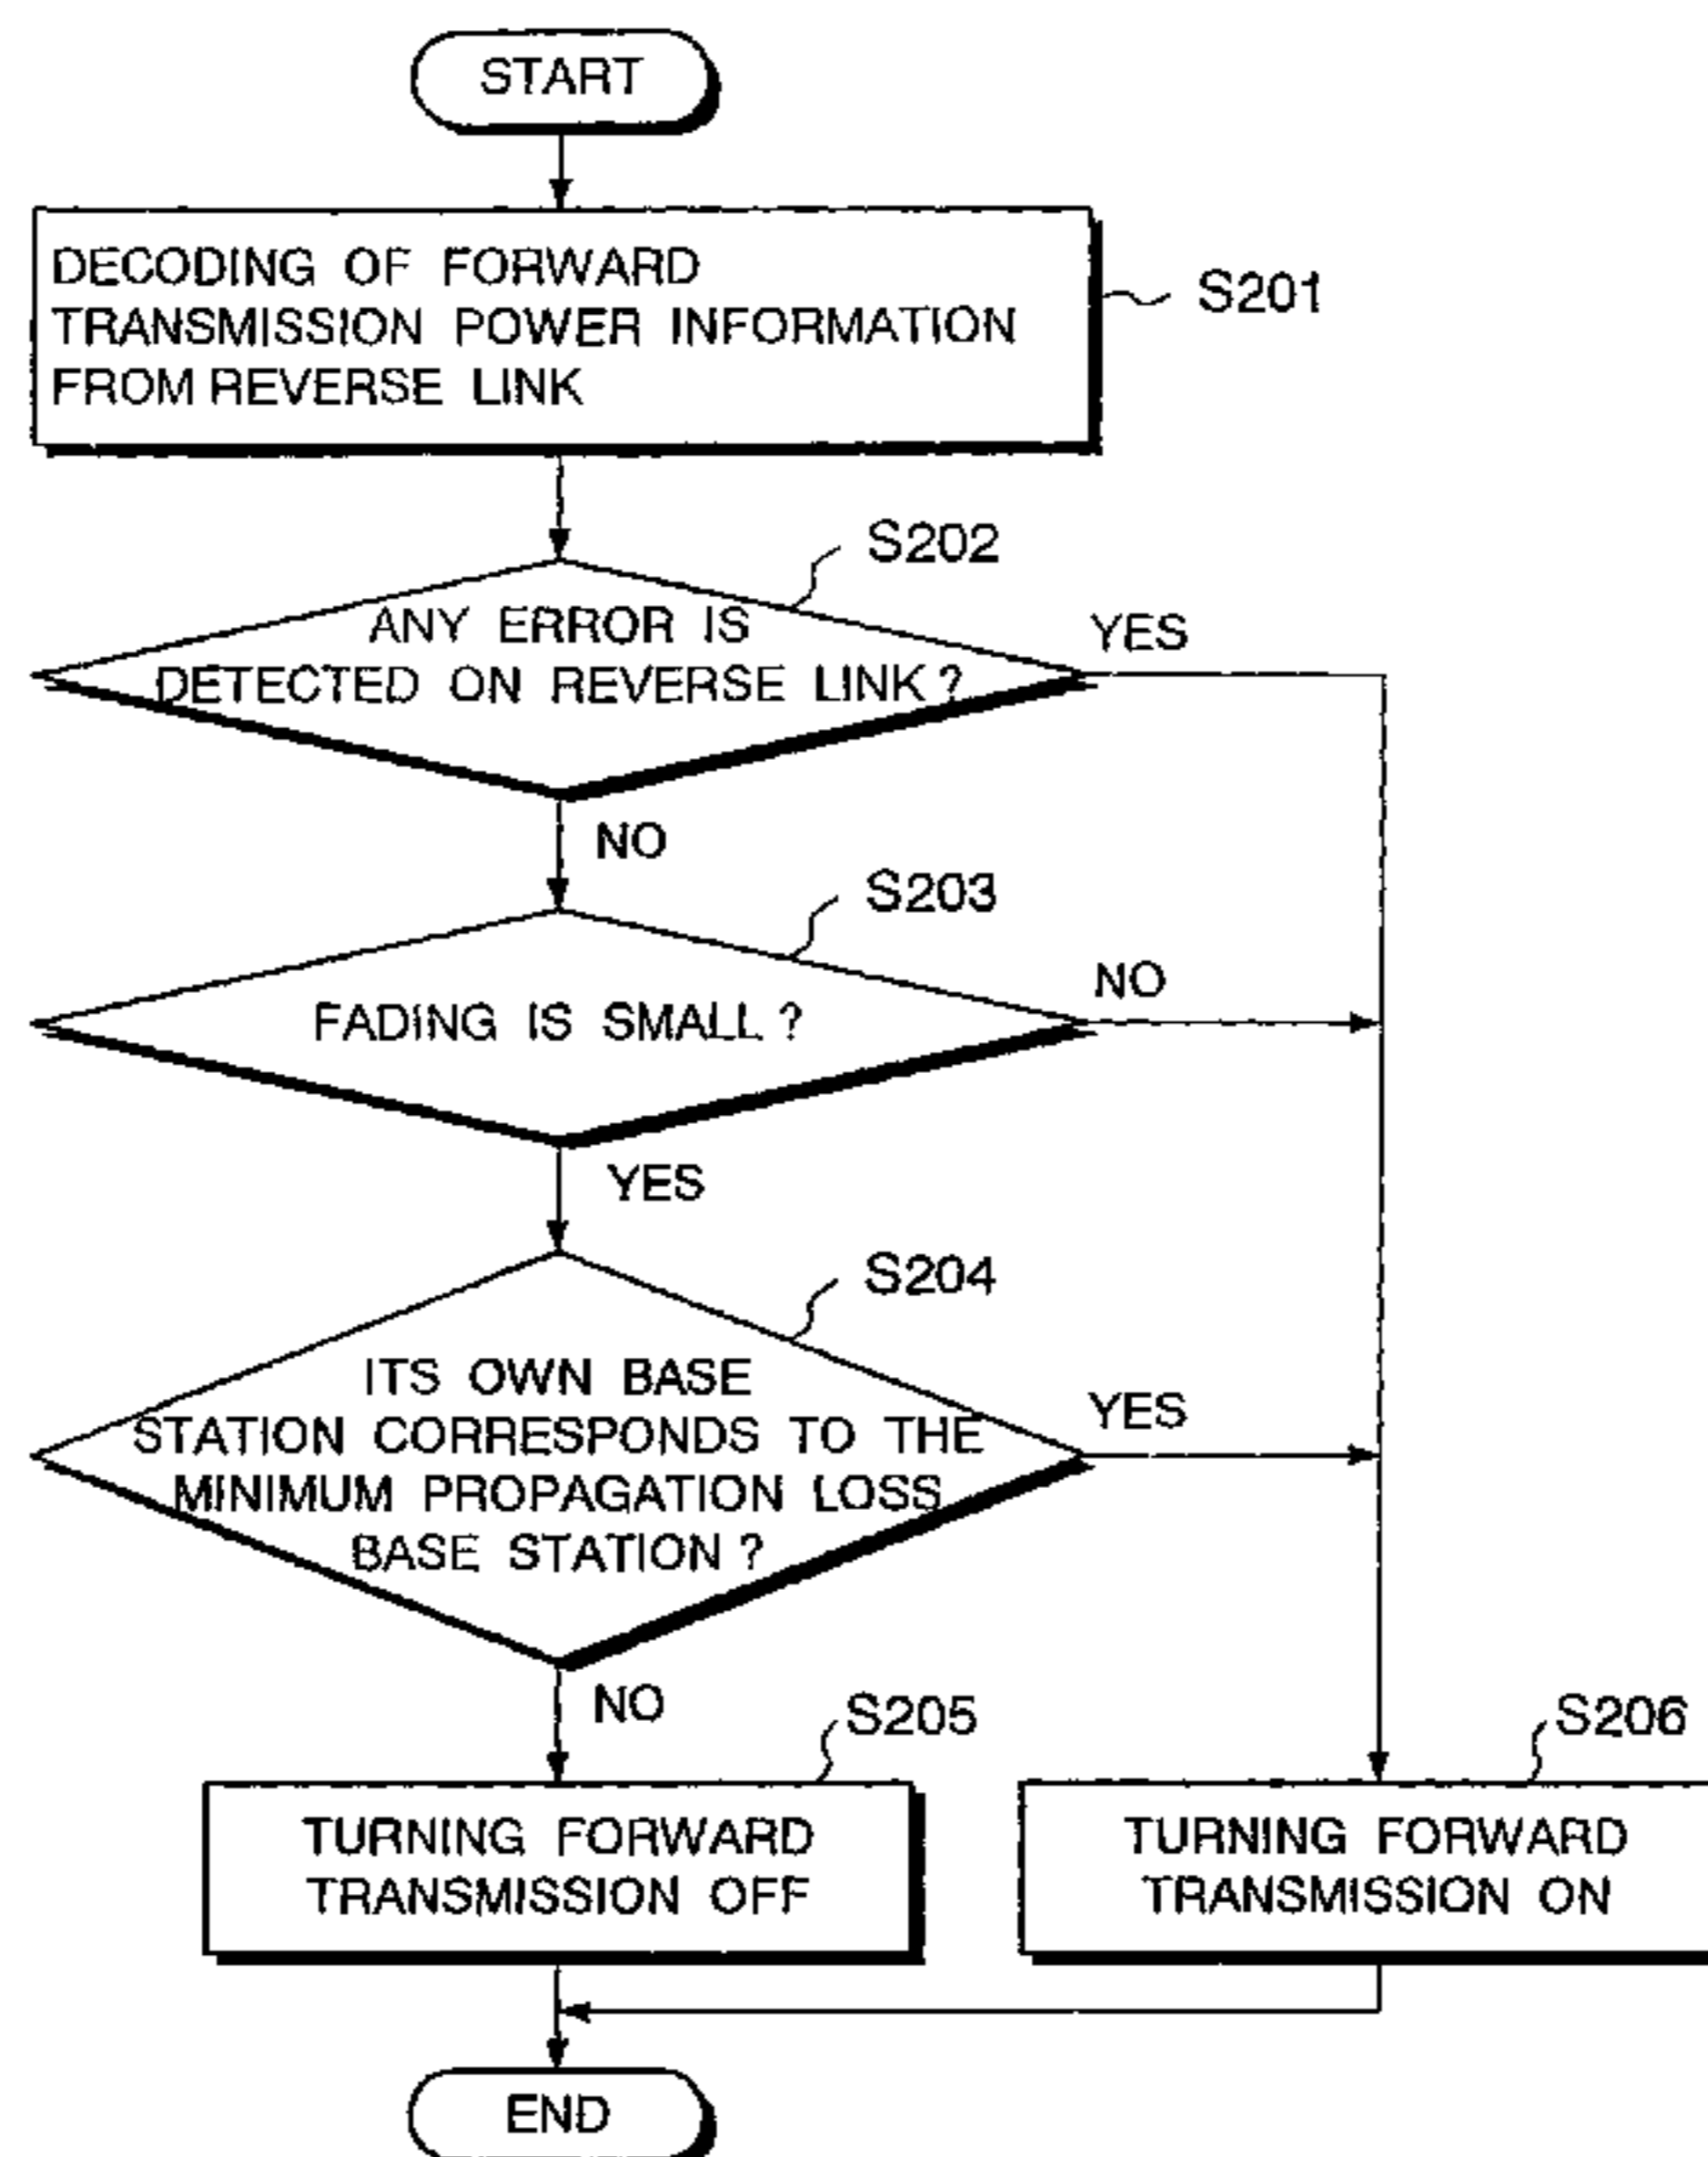 START
DECODING OF FORWARD
TRANSMISSION POWER INFORMATION
FROM REVERSE LINK
S201
S202
ANY ERROR IS
DETECTED ON REVERSE LINK?
YES
NO
S203
FADING IS SMALL?
NO
YES
S204
ITS OWN BASE
STATION CORRESPONDS TO THE
MINIMUM PROPAGATION LOSS
BASE STATION?
YES
NO
S205
TURNING FORWARD
TRANSMISSION OFF
S206
TURNING FORWARD
TRANSMISSION ON
END